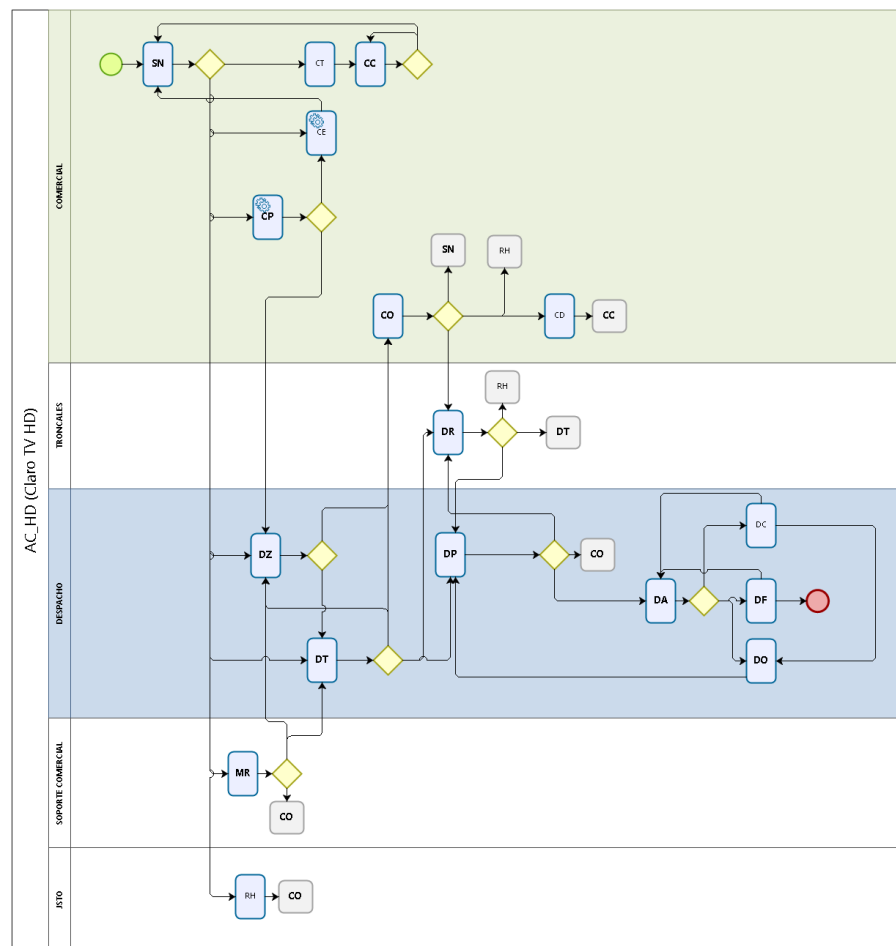 AC_HD (Claro TV HD)
COMERCIAL
SN
CT
CC
CE
CP
SN
RH
CO
CD
CC
TRONCALES
RH
DR
DT
DESPACHO
DC
DZ
DP
CO
DA
DF
DT
DO
SOPORTE COMERCIAL
MR
CO
JSTO
RH
CO